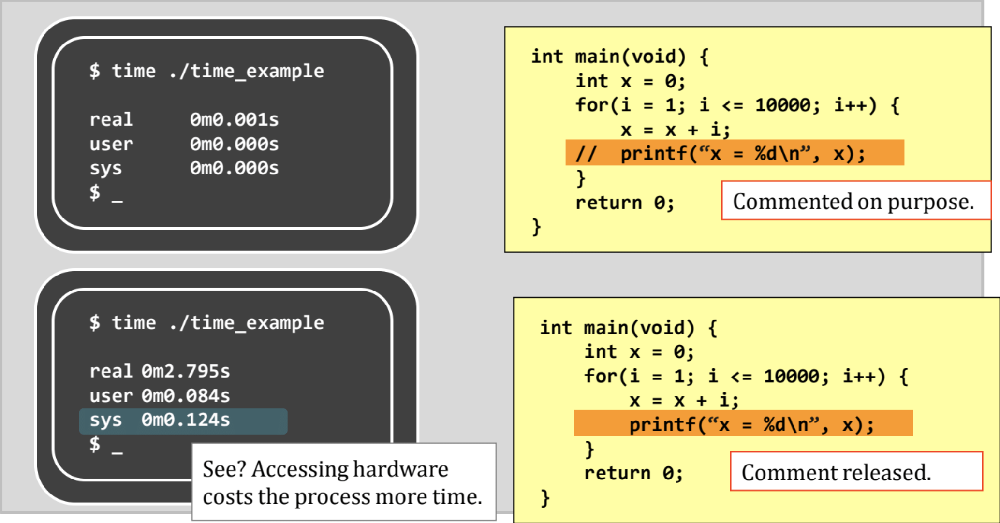 $ time ./time_example
real 0m0.001s
user 0m0.000s
sys 0m0.000s
$ _
int main(void) {
int x = 0;
for(i = 1; i <= 10000; i++) {
x = x + i;
// printf(“x = %d\n”, x);
}
return 0;
}
Commented on purpose.
$ time ./time_example
real 0m2.795s
user 0m0.084s
sys 0m0.124s
$ _
See? Accessing hardware
costs the process more time.
int main(void) {
int x = 0;
for(i = 1; i <= 10000; i++) {
x = x + i;
printf(“x = %d\n”, x);
}
return 0;
}
Comment released.